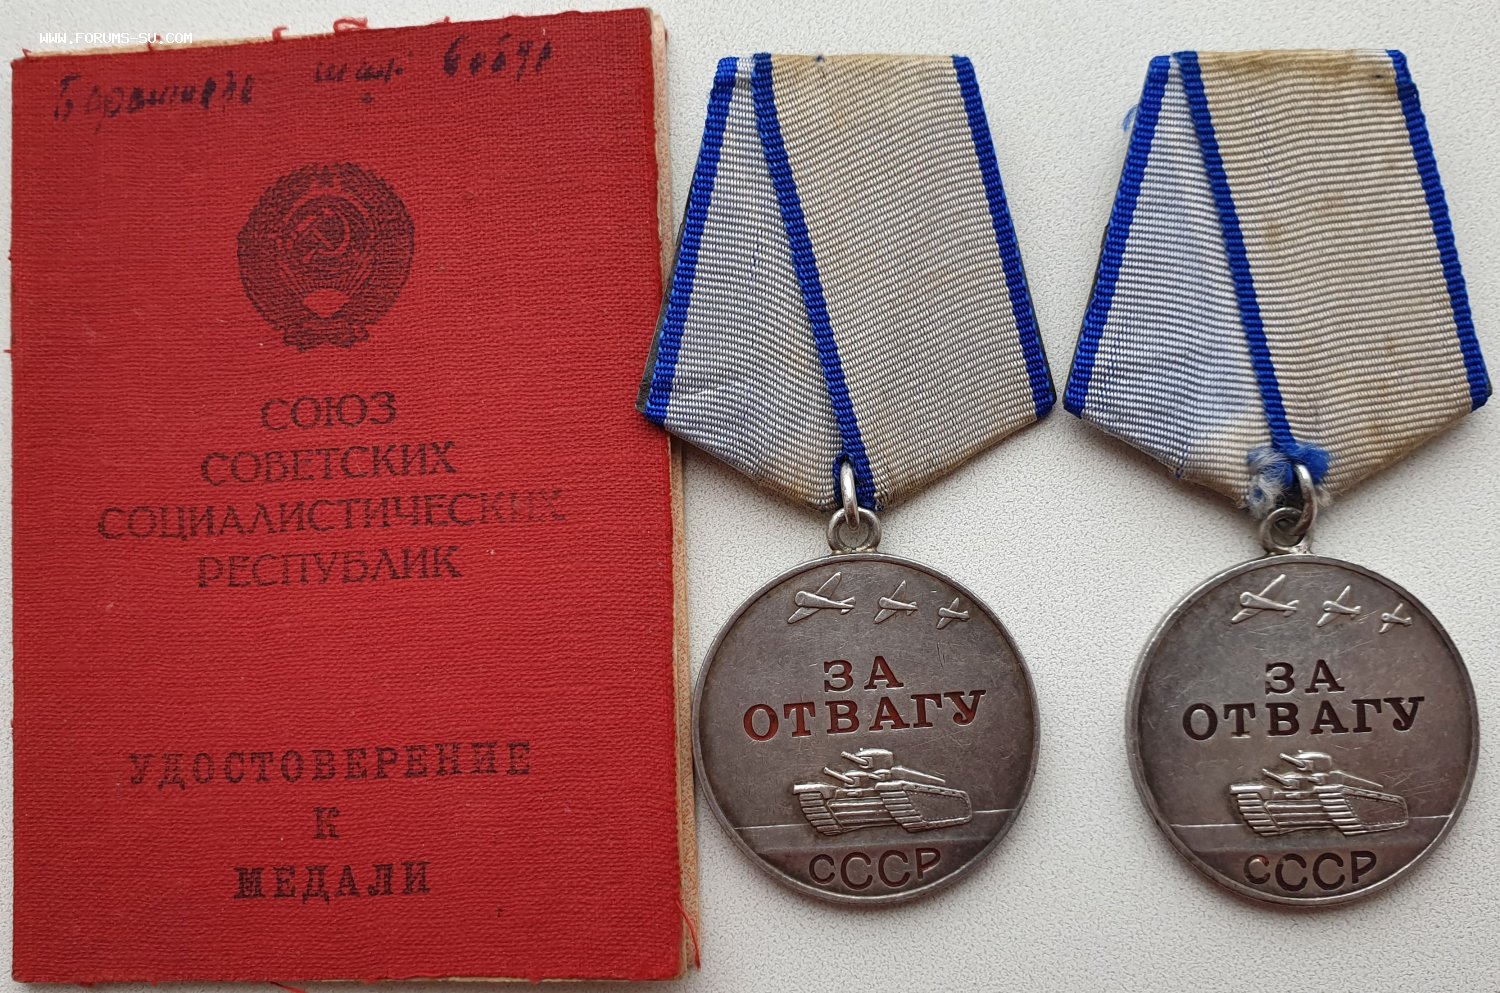 WWW.FORUMS-SU.COM
СОЮЗ
СОВЕТСКИХ
СОЦИАЛИСТИЧЕСКИХ
РЕСПУБЛИК
УДОСТОВЕРЕНИЕ
К
МЕДАЛИ
ЗА
ОТВАГУ
СССР
ЗА
ОТВАГУ
СССР